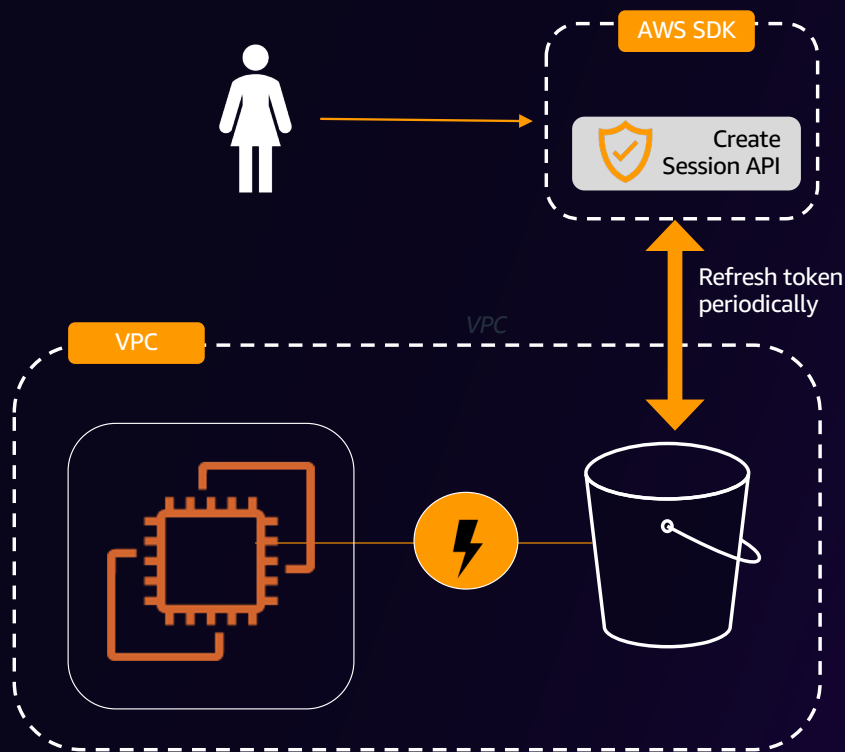 AWS SDK
Create
Session API
Refresh token
periodically
VPC
VPC